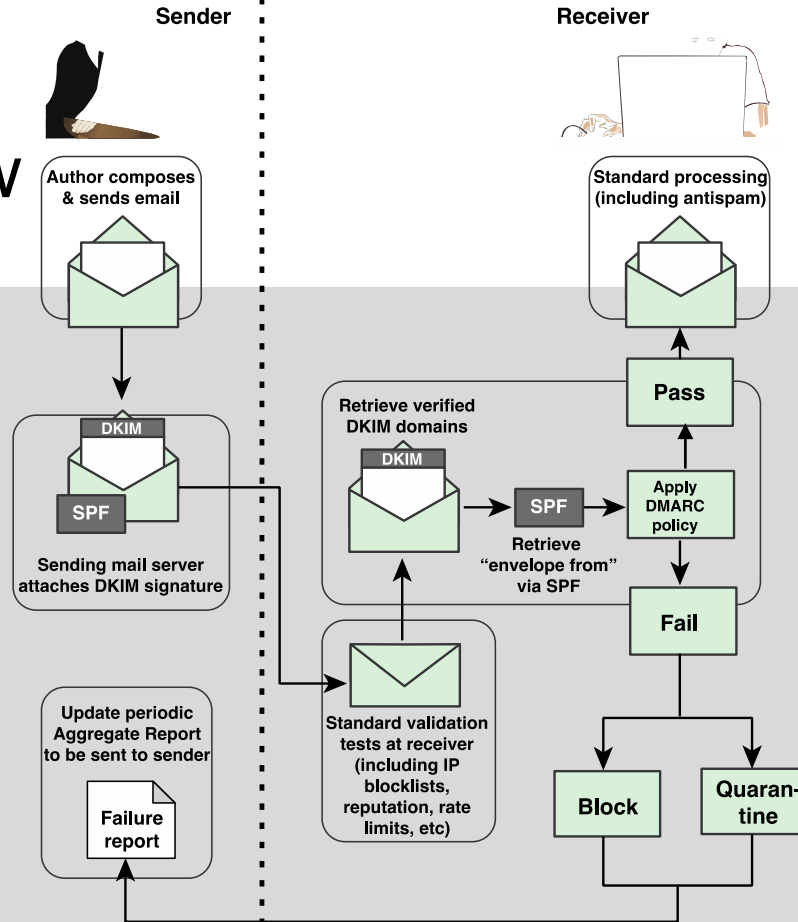 Sender
Receiver
W
Author composes
& sends email
Standard processing
(including antispam)
DKIM
SPF
Sending mail server
attaches DKIM signature
Retrieve verified
DKIM domains
DKIM
SPF
Retrieve
“envelope from”
via SPF
Pass
Apply
DMARC
policy
Fail
Standard validation
tests at receiver
(including IP
blocklists,
reputation, rate
limits, etc)
Block
Quaran-
tine
Update periodic
Aggregate Report
to be sent to sender
Failure
report